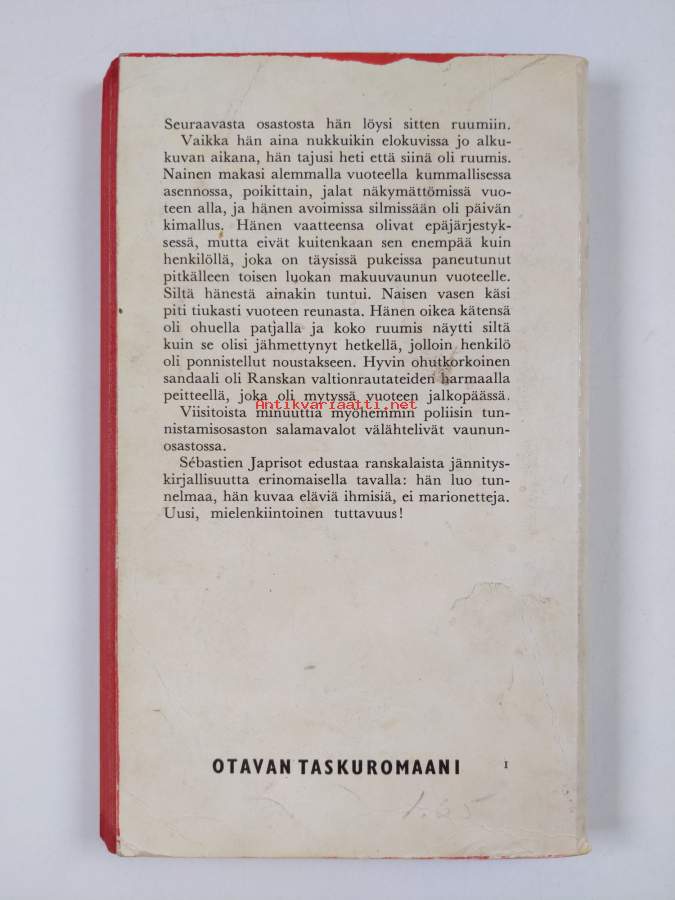 Seuraavasta osastosta hän löysi sitten ruumiin.
Vaikka hän aina nukkuikin elokuvissa jo alku-
kuvan aikana, hän tajusi heti että siinä oli ruumis.
Nainen makasi alemmalla vuoteella kummallisessa
asennossa, poikittain, jalat näkymättömissä vuo-
teen alla, ja hänen avoimissa silmissään oli päivän
kimallus. Hänen vaatteensa olivat epäjärjestyk-
sessä, mutta eivät kuitenkaan sen enempää kuin
henkilöllä, joka on täysissä pukeissa paneutunut
pitkälleen toisen luokan makuuvaunun vuoteelle.
Siltä hänestä ainakin tuntui. Naisen vasen käsi
piti tiukasti vuoteen reunasta. Hänen oikea kätensä
oli ohuella patjalla ja koko ruumis näytti siltä
kuin se olisi jähmettynyt hetkellä, jolloin henkilö
oli ponnistellut noustakseen. Hyvin ohutkorkoinen
sandaali oli Ranskan valtionrautateiden harmaalla
peitteellä, joka oli mytyssä vuoteen jalkopäässä.
Antikvariaatti.net
Viisitoista minuuttia myöhemmin poliisin tun-
nistamisosaston salamavalot välähtelivät vaunun-
osastossa.
Sébastien Japrisot edustaa ranskalaista jännitys-
kirjallisuutta erinomaisella tavalla: hän luo tun-
nelmaa, hän kuvaa eläviä ihmisiä, ei marionetteja.
Uusi, mielenkiintoinen tuttavuus!
OTAVAN TASKUROMAANI 1